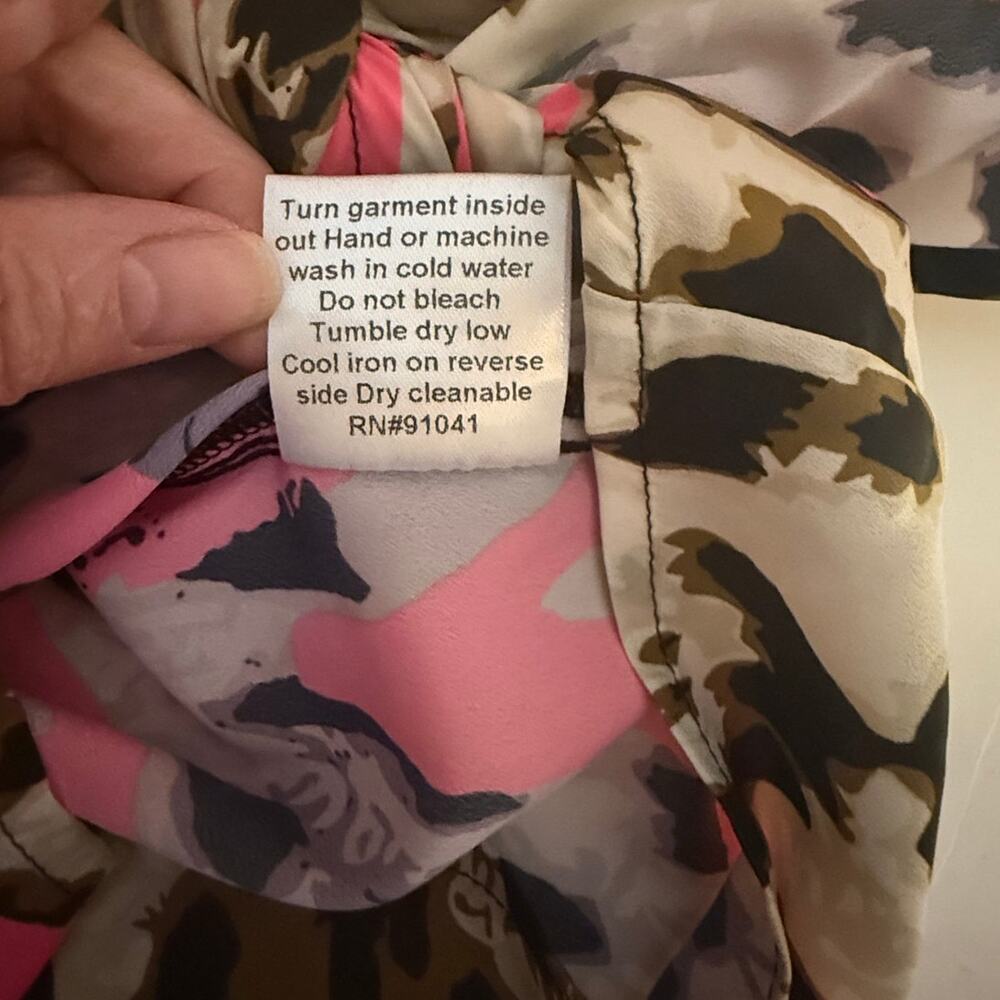 Turn garment inside
out Hand or machine
wash in cold water
Do not bleach
Tumble dry low
Cool iron on reverse
side Dry cleanable
RN#91041